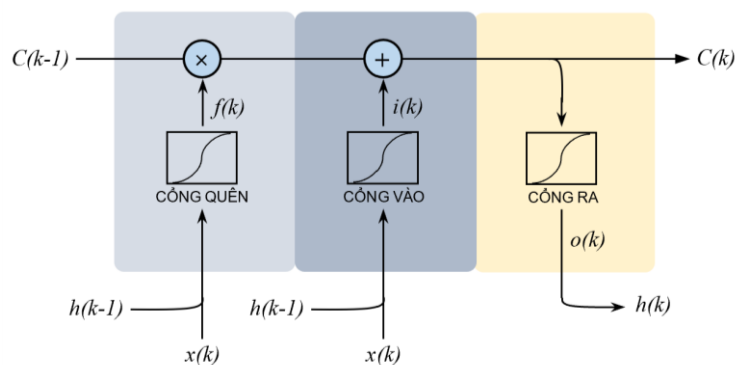 C(k-1)
×
+
C(k)
f(k)
i(k)
CỔNG QUÊN
CỔNG VÀO
CỔNG RA
o(k)
h(k-1)
h(k-1)
h(k)
x(k)
x(k)